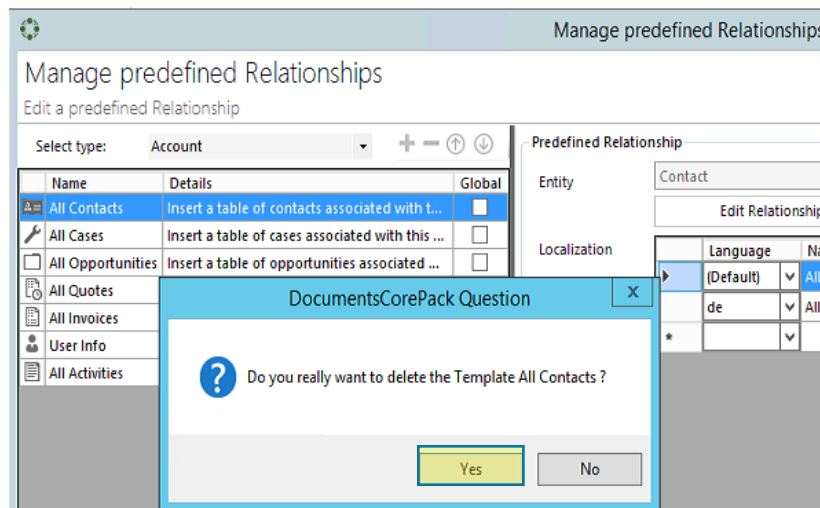 Manage predefined Relationships
Manage predefined Relationships
Edit a predefined Relationship
Select type: Account
Name Details Global
All Contacts Insert a table of contacts associated with t...
All Cases Insert a table of cases associated with this ...
All Opportunities Insert a table of opportunities associated ...
All Quotes
All Invoices
User Info
All Activities
Predefined Relationship
Entity Contact
Edit Relationship
Localization
Language Na
(Default) All
de All
*
DocumentsCorePack Question
X
Do you really want to delete the Template All Contacts ?
Yes No